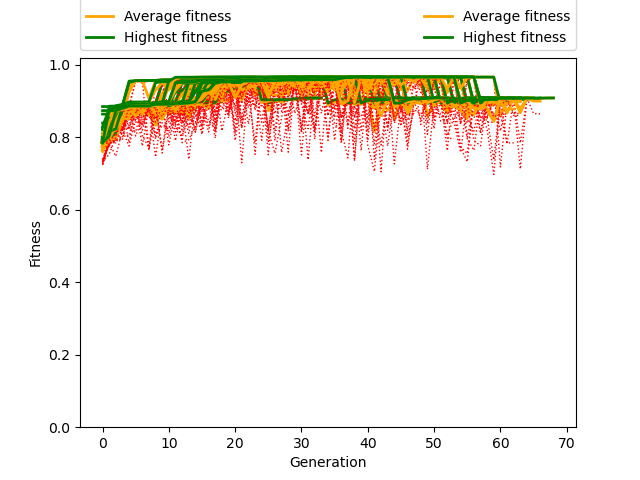 Average fitness Average fitness
Highest fitness Highest fitness
1.0
0.8
0.6
0.4
0.2
0.0
Fitness
0 10 20 30 40 50 60 70
Generation